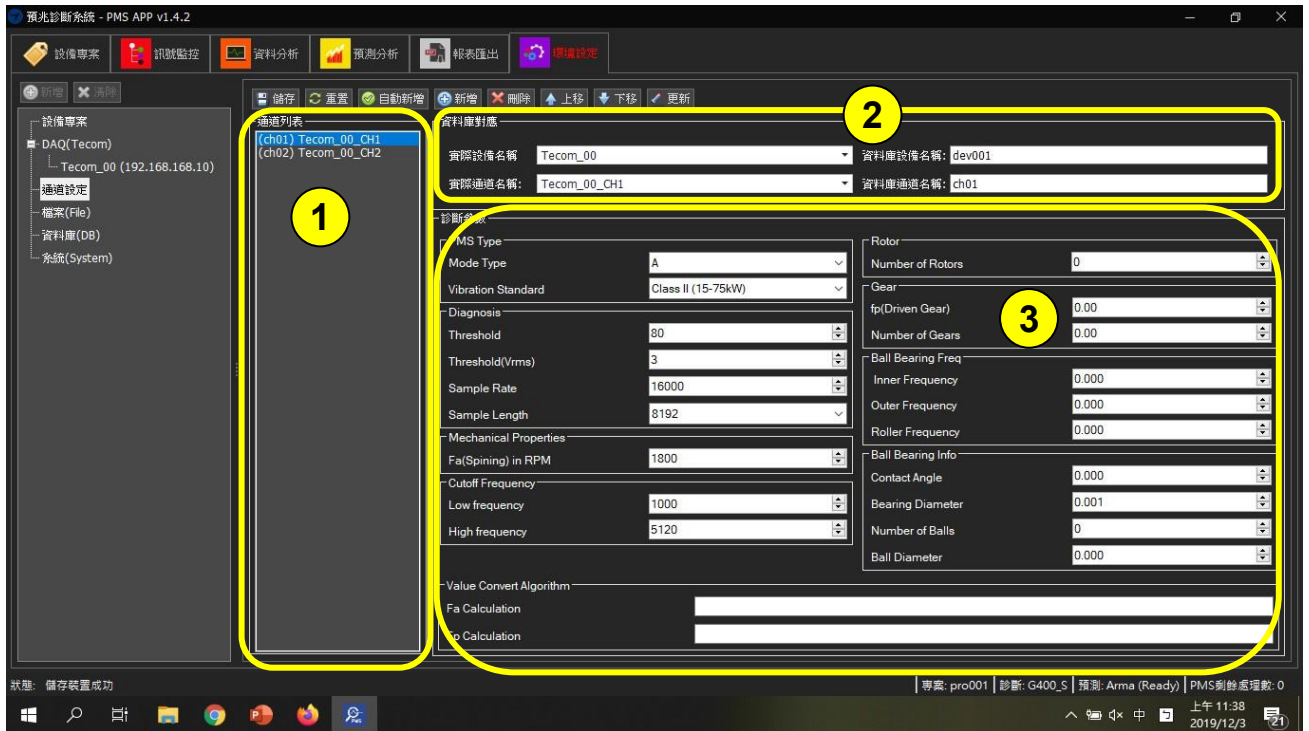 預兆診斷系統 - PMS APP v1.4.2
設備專案 訊號監控 資料分析 預測分析 報表匯出 環境設定
新增 清除
設備專案
DAQ(Tecom)
Tecom_00 (192.168.168.10)
通道設定
檔案(File)
資料庫(DB)
系統(System)
儲存 重置 自動新增 新增 刪除 上移 下移 更新
通道列表
(ch01) Tecom_00_CH1
(ch02) Tecom_00_CH2
1
資料庫對應
2
實際設備名稱 Tecom_00 資料庫設備名稱: dev001
實際通道名稱: Tecom_00_CH1 資料庫通道名稱: ch01
診斷參數
PMS Type
Mode Type A
Vibration Standard Class II (15-75kW)
Diagnosis
Threshold 80
Threshold(Vrms) 3
Sample Rate 16000
Sample Length 8192
Mechanical Properties
Fa(Spining) in RPM 1800
Cutoff Frequency
Low frequency 1000
High frequency 5120
Rotor
Number of Rotors 0
Gear
fp(Driven Gear) 0.00
Number of Gears 0.00
3
Ball Bearing Freq
Inner Frequency 0.000
Outer Frequency 0.000
Roller Frequency 0.000
Ball Bearing Info
Contact Angle 0.000
Bearing Diameter 0.001
Number of Balls 0
Ball Diameter 0.000
Value Convert Algorithm
Fa Calculation
Fp Calculation
狀態: 儲存裝置成功
專案: pro001 診斷: G400_S 預測: Arma (Ready) PMS剩餘處理數: 0
中
上午 11:38
2019/12/3
21